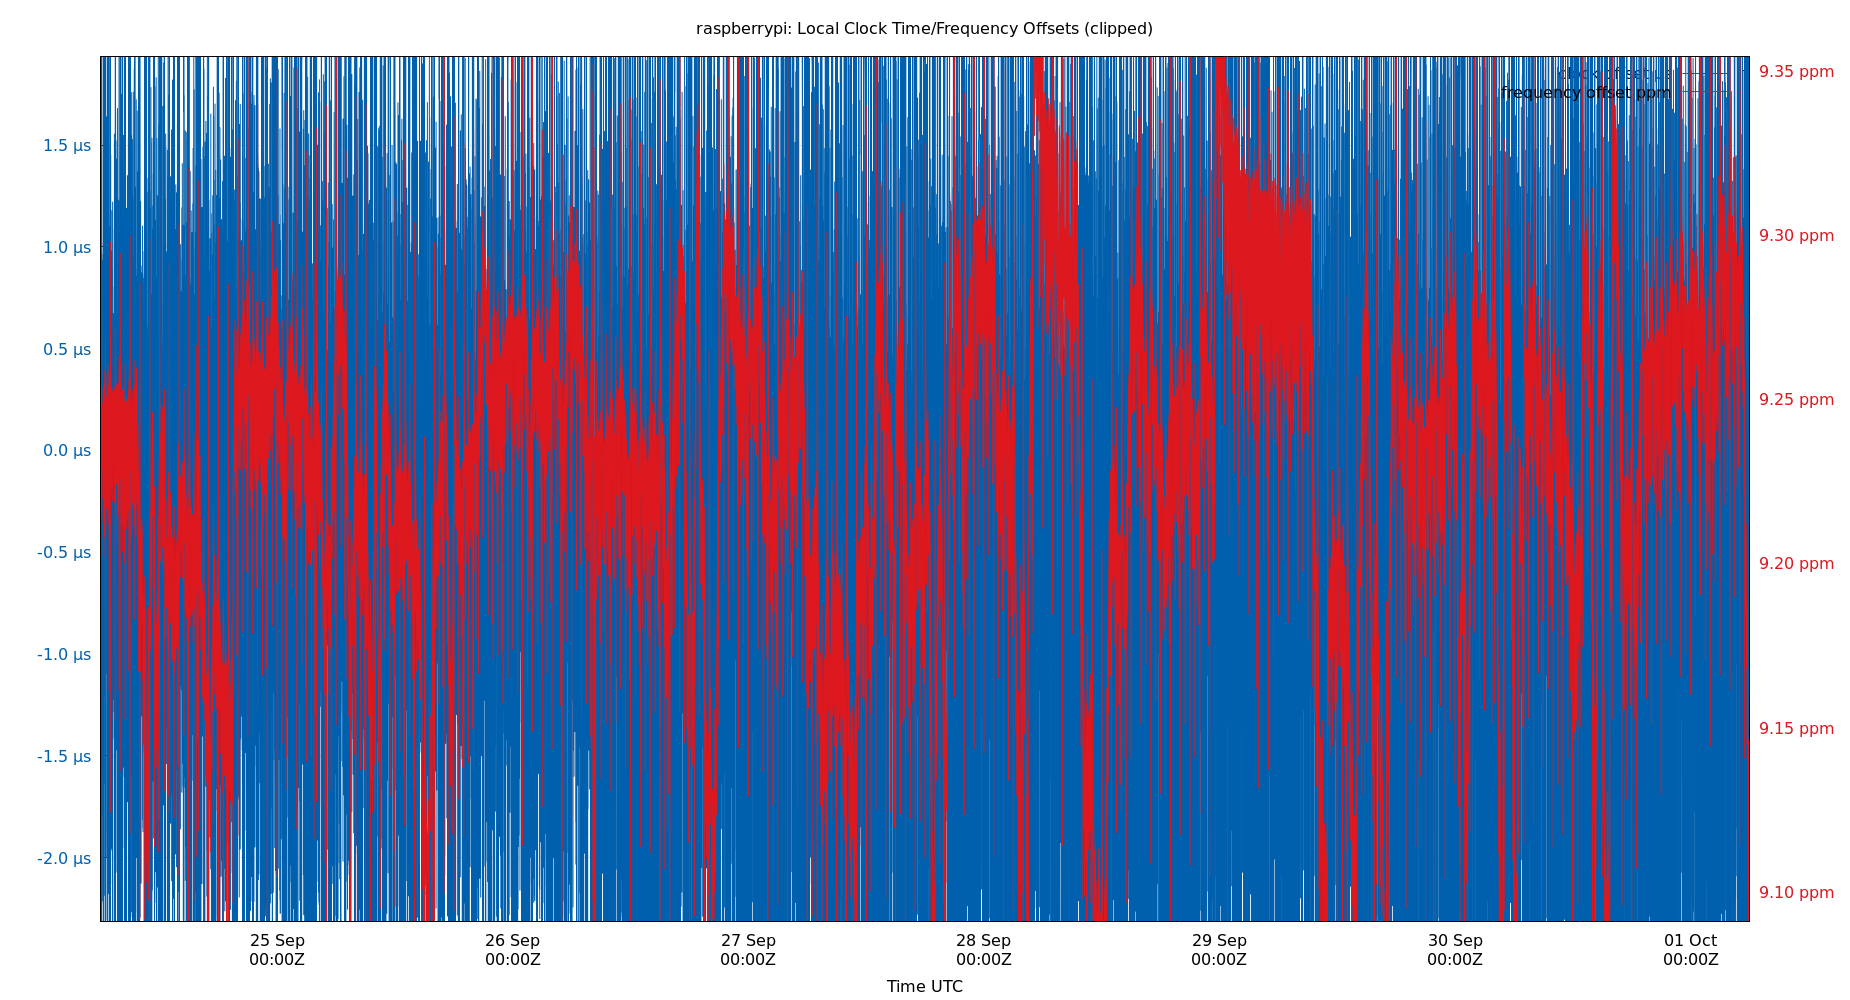 raspberrypi: Local Clock Time/Frequency Offsets (clipped)
clock offset µs
frequency offset ppm
1.5 µs
1.0 µs
0.5 µs
0.0 µs
-0.5 µs
-1.0 µs
-1.5 µs
-2.0 µs
9.35 ppm
9.30 ppm
9.25 ppm
9.20 ppm
9.15 ppm
9.10 ppm
25 Sep
00:00Z
26 Sep
00:00Z
27 Sep
00:00Z
28 Sep
00:00Z
29 Sep
00:00Z
30 Sep
00:00Z
01 Oct
00:00Z
Time UTC